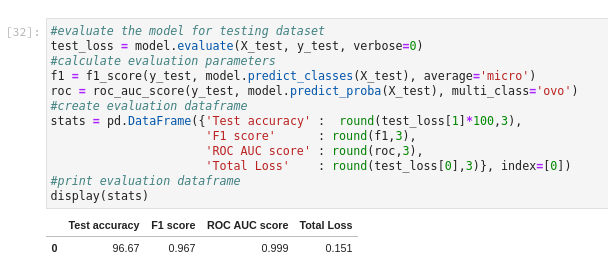 [32]: #evaluate the model for testing dataset
test_loss = model.evaluate(X_test, y_test, verbose=0)
#calculate evaluation parameters
f1 = f1_score(y_test, model.predict_classes(X_test), average='micro')
roc = roc_auc_score(y_test, model.predict_proba(X_test), multi_class='ovo')
#create evaluation dataframe
stats = pd.DataFrame({'Test accuracy' :  round(test_loss[1]*100,3),
                      'F1 score'      : round(f1,3),
                      'ROC AUC score' : round(roc,3),
                      'Total Loss'    : round(test_loss[0],3)}, index=[0])
#print evaluation dataframe
display(stats)
Test accuracy F1 score ROC AUC score Total Loss
0 96.67 0.967 0.999 0.151